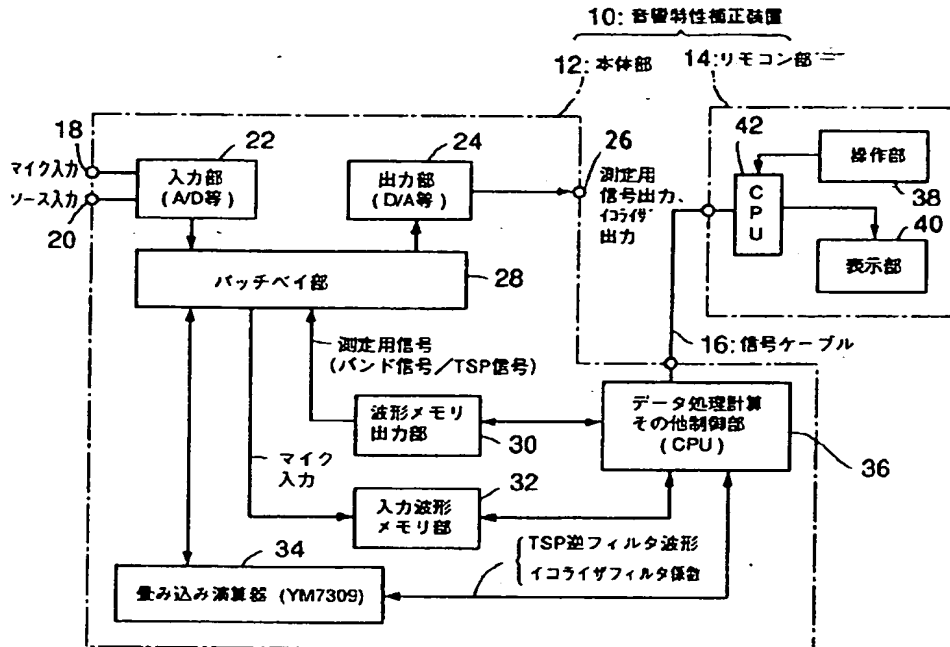 10: 音響特性補正装置
12: 本体部
14: リモコン部
18
マイク入力
ソース入力
20
22
入力部
(A/D等)
24
出力部
(D/A等)
26
測定用
信号出力、
イコライザ
出力
42
CPU
操作部
38
40
表示部
パッチベイ部
28
測定用信号
(バンド信号/TSP信号)
16: 信号ケーブル
波形メモリ
出力部
30
データ処理計算
その他制御部
(CPU)
36
マイク
入力
32
入力波形
メモリ部
34
TSP逆フィルタ波形
イコライザフィルタ係数
畳み込み演算器 (YM7309)